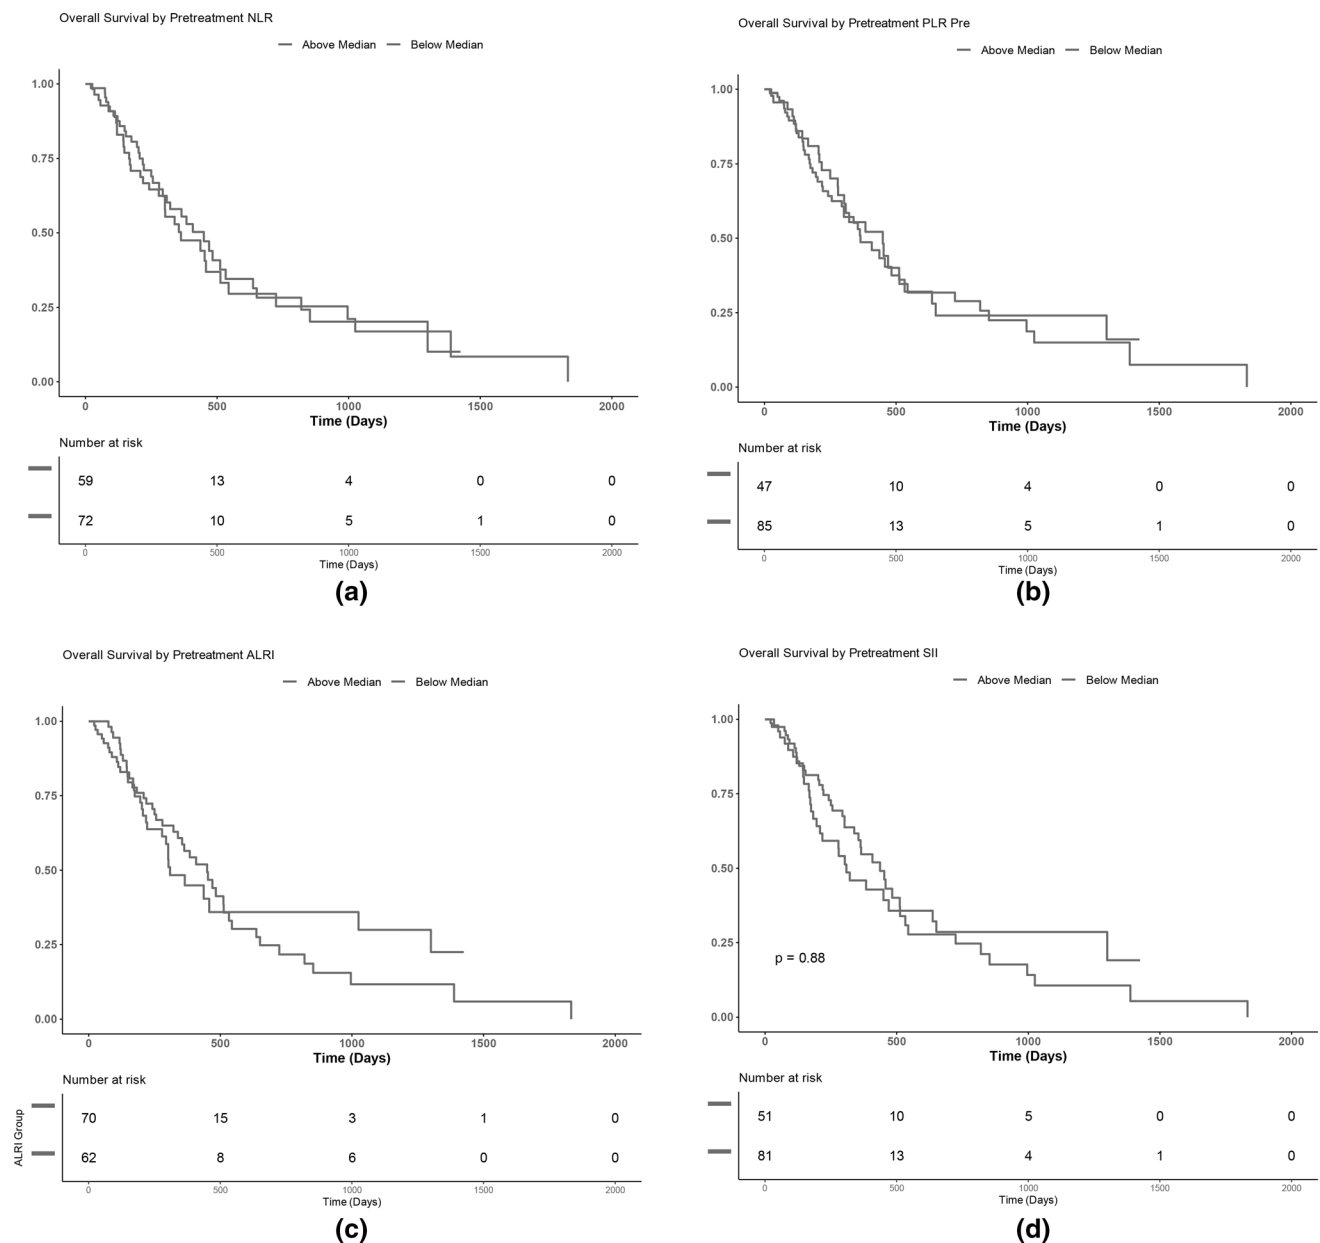 Overall Survival by Pretreatment NLR
Above Median Below Median
1.00
0.75
0.50
0.25
0.00
0 500 1000 1500 2000
Time (Days)
Number at risk
59 13 4 0 0
72 10 5 1 0
0 500 1000 1500 2000
Time (Days)
(a)
Overall Survival by Pretreatment PLR Pre
Above Median Below Median
1.00
0.75
0.50
0.25
0.00
0 500 1000 1500 2000
Time (Days)
Number at risk
47 10 4 0 0
85 13 5 1 0
0 500 1000 1500 2000
Time (Days)
(b)
Overall Survival by Pretreatment ALRI
Above Median Below Median
1.00
0.75
0.50
0.25
0.00
0 500 1000 1500 2000
Time (Days)
Number at risk
ALRI Group
70 15 3 1 0
62 8 6 0 0
0 500 1000 1500 2000
Time (Days)
(c)
Overall Survival by Pretreatment SII
Above Median Below Median
1.00
0.75
0.50
0.25
0.00
p = 0.88
0 500 1000 1500 2000
Time (Days)
Number at risk
51 10 5 0 0
81 13 4 1 0
0 500 1000 1500 2000
Time (Days)
(d)